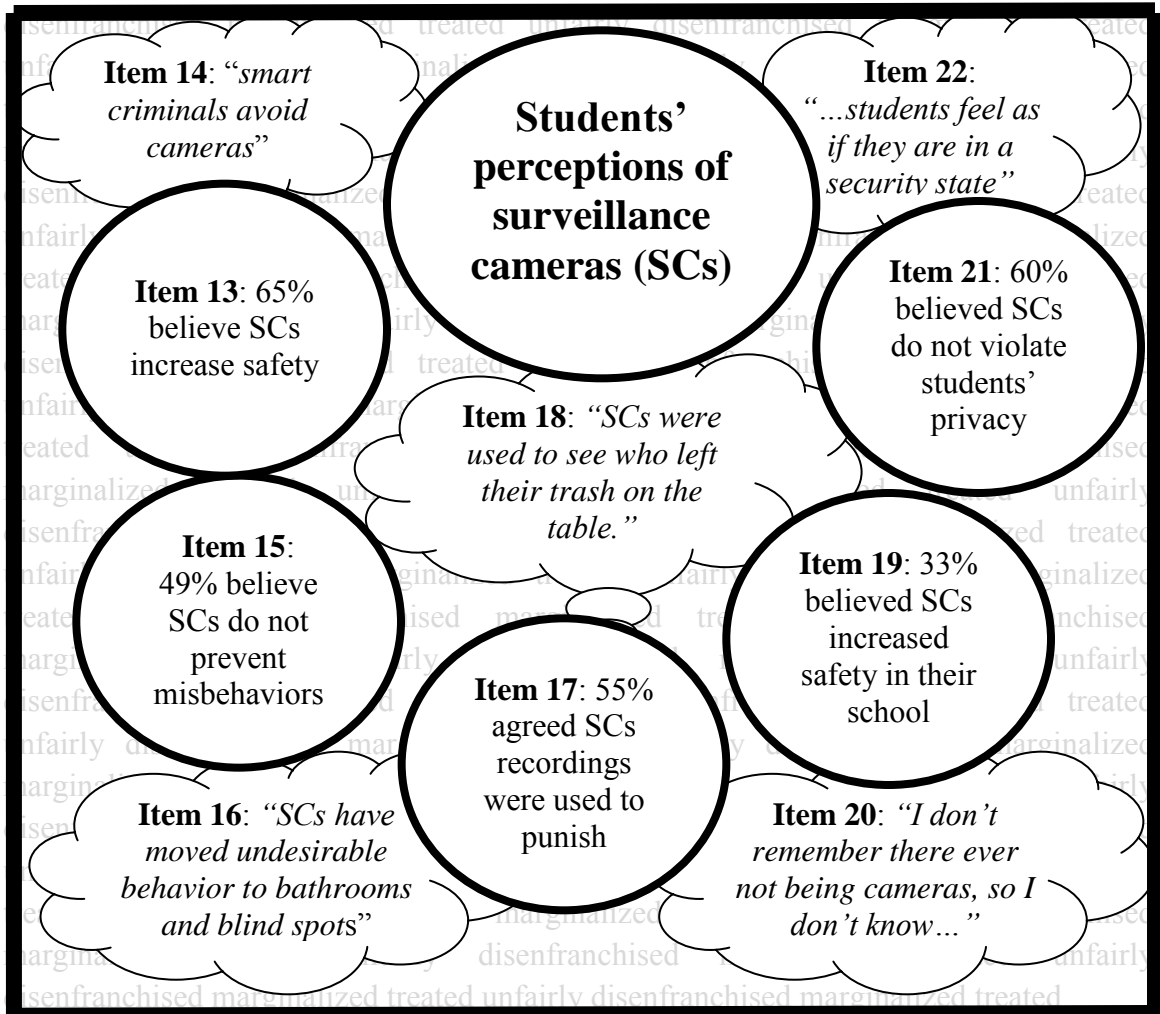 Students’
perceptions of
surveillance
cameras (SCs)
Item 13: 65%
believe SCs
increase safety
Item 14: “smart
criminals avoid
cameras”
Item 15:
49% believe
SCs do not
prevent
misbehaviors
Item 16: “SCs have
moved undesirable
behavior to bathrooms
and blind spots”
Item 17: 55%
agreed SCs
recordings
were used to
punish
Item 18: “SCs were
used to see who left
their trash on the
table.”
Item 19: 33%
believed SCs
increased
safety in their
school
Item 20: “I don’t
remember there ever
not being cameras, so I
don’t know…”
Item 21: 60%
believed SCs
do not violate
students’
privacy
Item 22:
“…students feel as
if they are in a
security state”
disenfranchised marginalized treated unfairly disenfranchised marginalized treated